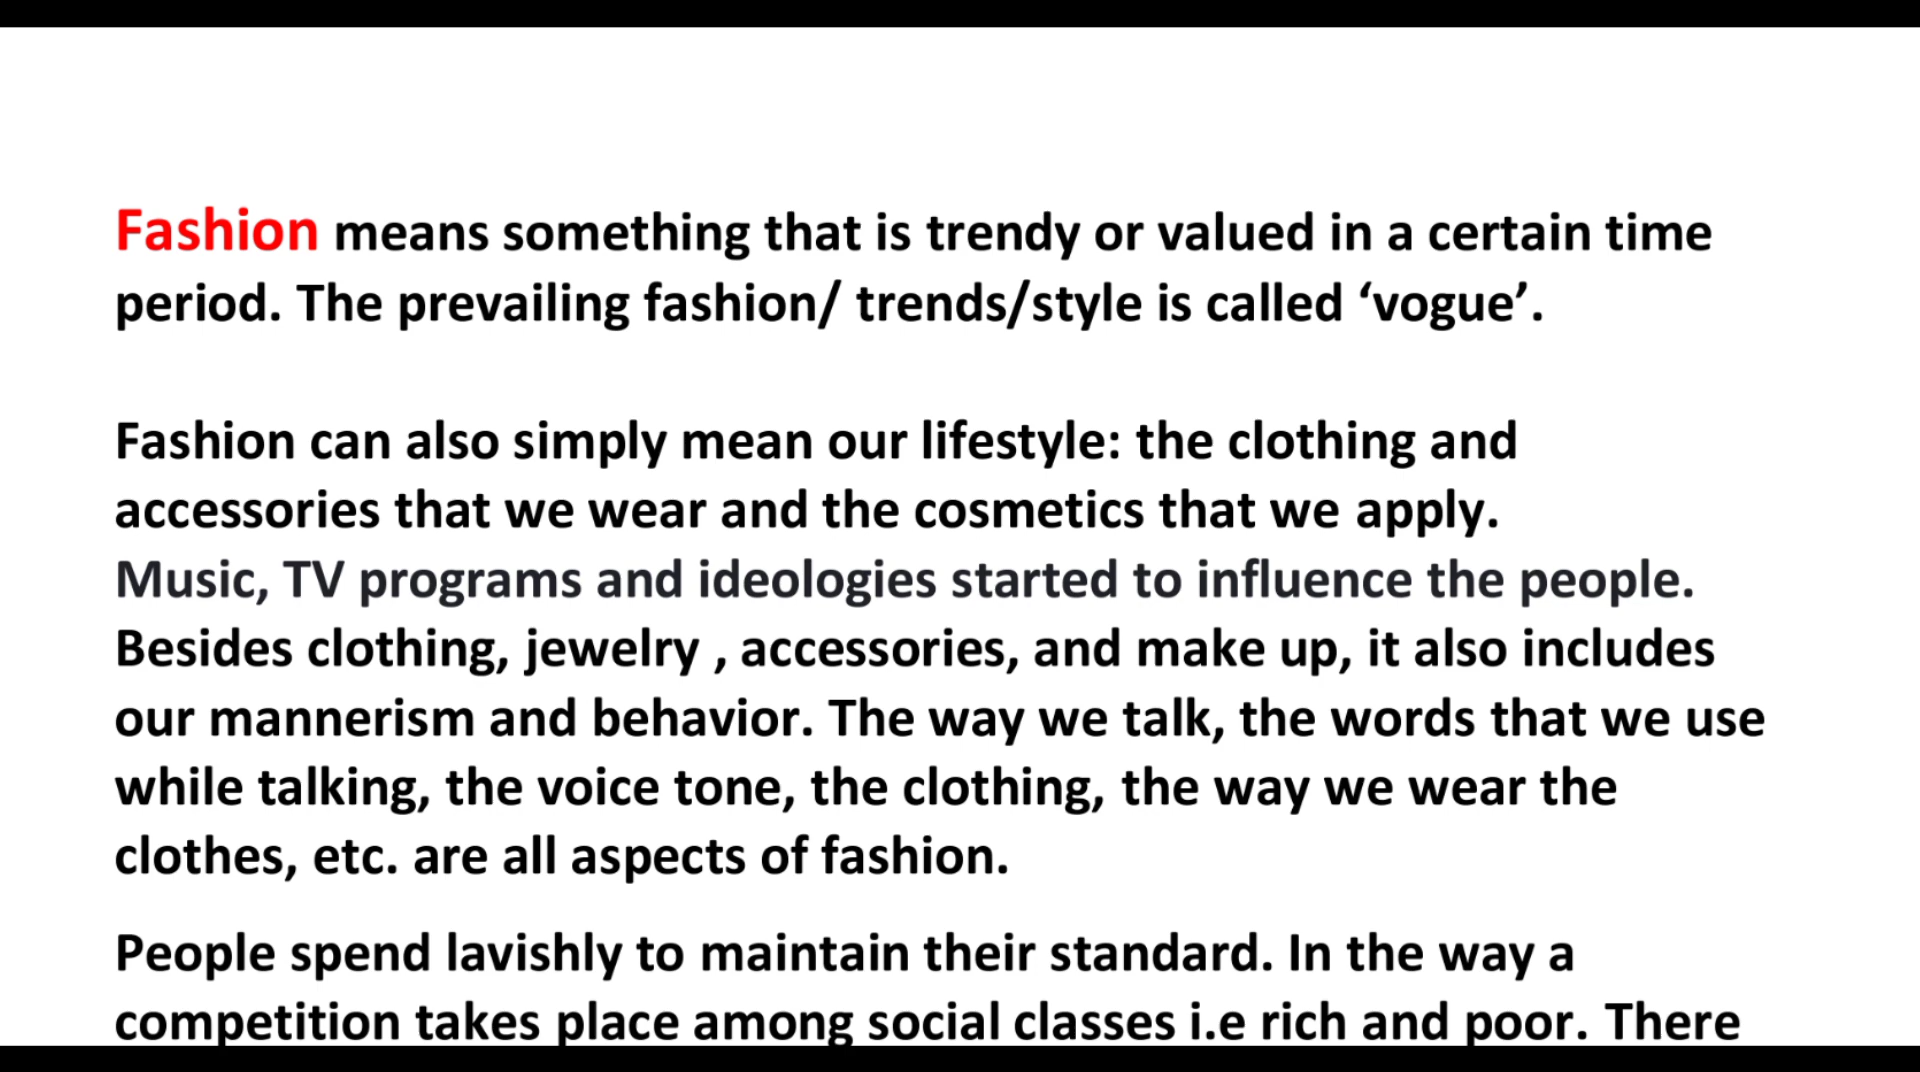 Fashion means something that is trendy or valued in a certain time
period. The prevailing fashion/ trends/style is called ‘vogue’.
Fashion can also simply mean our lifestyle: the clothing and
accessories that we wear and the cosmetics that we apply.
Music, TV programs and ideologies started to influence the people.
Besides clothing, jewelry , accessories, and make up, it also includes
our mannerism and behavior. The way we talk, the words that we use
while talking, the voice tone, the clothing, the way we wear the
clothes, etc. are all aspects of fashion.
People spend lavishly to maintain their standard. In the way a
competition takes place among social classes i.e rich and poor. There